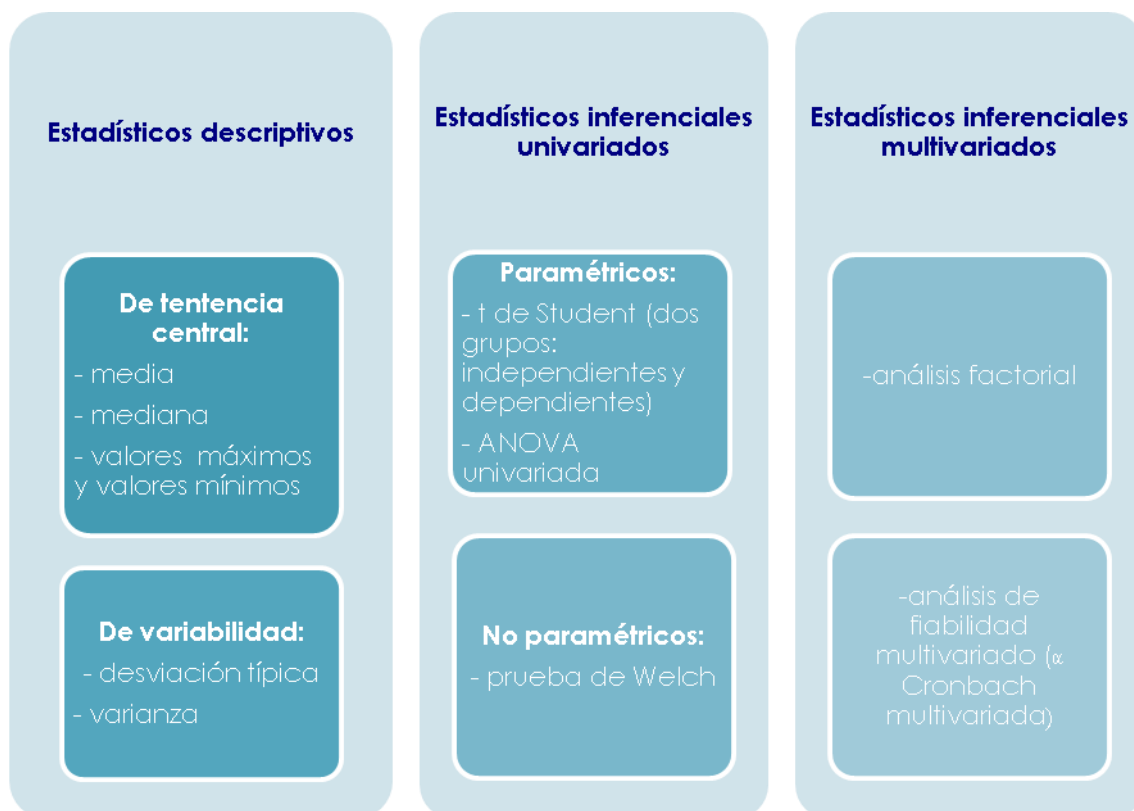 Estadísticos descriptivos
De tentencia
central:
- media
- mediana
- valores máximos
y valores mínimos
De variabilidad:
- desviación típica
- varianza
Estadísticos inferenciales
univariados
Paramétricos:
- t de Student (dos
grupos:
independientes y
dependientes)
- ANOVA
univariada
No paramétricos:
- prueba de Welch
Estadísticos inferenciales
multivariados
-análisis factorial
-análisis de
fiabilidad
multivariado (α
Cronbach
multivariada)